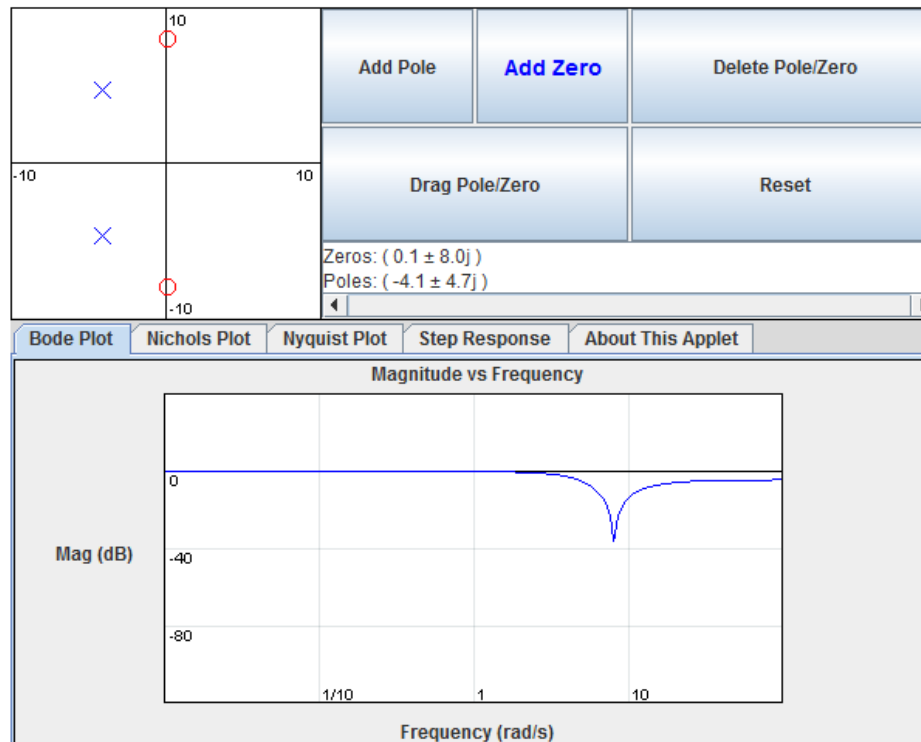 10
-10
10
-10
Add Pole
Add Zero
Delete Pole/Zero
Drag Pole/Zero
Reset
Zeros: ( 0.1 ± 8.0j )
Poles: ( -4.1 ± 4.7j )
Bode Plot
Nichols Plot
Nyquist Plot
Step Response
About This Applet
Magnitude vs Frequency
Mag (dB)
0
-40
-80
1/10
1
10
Frequency (rad/s)